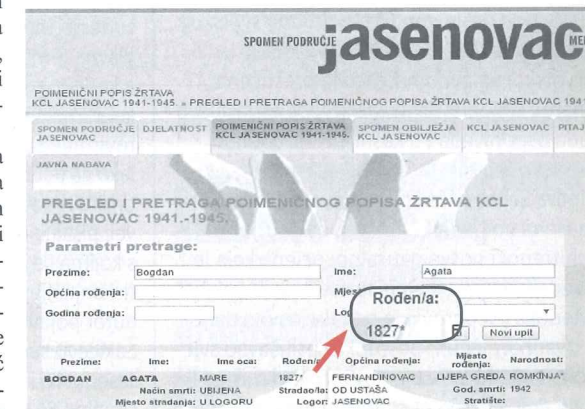 SPOMEN PODRUČJE jasenovac
POIMENIČNI POPIS ŽRTAVA
KCL JASENOVAC 1941-1945. » PREGLED I PRETRAGA POIMENIČNOG POPISA ŽRTAVA KCL JASENOVAC 194
SPOMEN PODRUČJE JASENOVAC
DJELATNOST
POIMENIČNI POPIS ŽRTAVA
KCL JASENOVAC 1941-1945.
SPOMEN OBILJEŽJA
KCL JASENOVAC
KCL JASENOVAC
PITAJ
JAVNA NABAVA
PREGLED I PRETRAGA POIMENIČNOG POPISA ŽRTAVA KCL
JASENOVAC 1941.-1945.
Parametri pretrage:
Prezime: Bogdan Ime: Agata
Općina rođenja:
Godina rođenja:
Rođen/a:
1827*
Novi upit
Prezime: Ime: Ime oca: Rođen/a Općina rođenja: Mjesto rođenja: Narodnost:
BOGDAN AGATA MARE 1827* FERNANDINOVAC LIJEPA GREDA ROMKINJA*
Način smrti: UBIJENA Stradao/la: OD USTAŠA God. smrti: 1942
Mjesto stradanja: U LOGORU Logor: JASENOVAC Stratište: